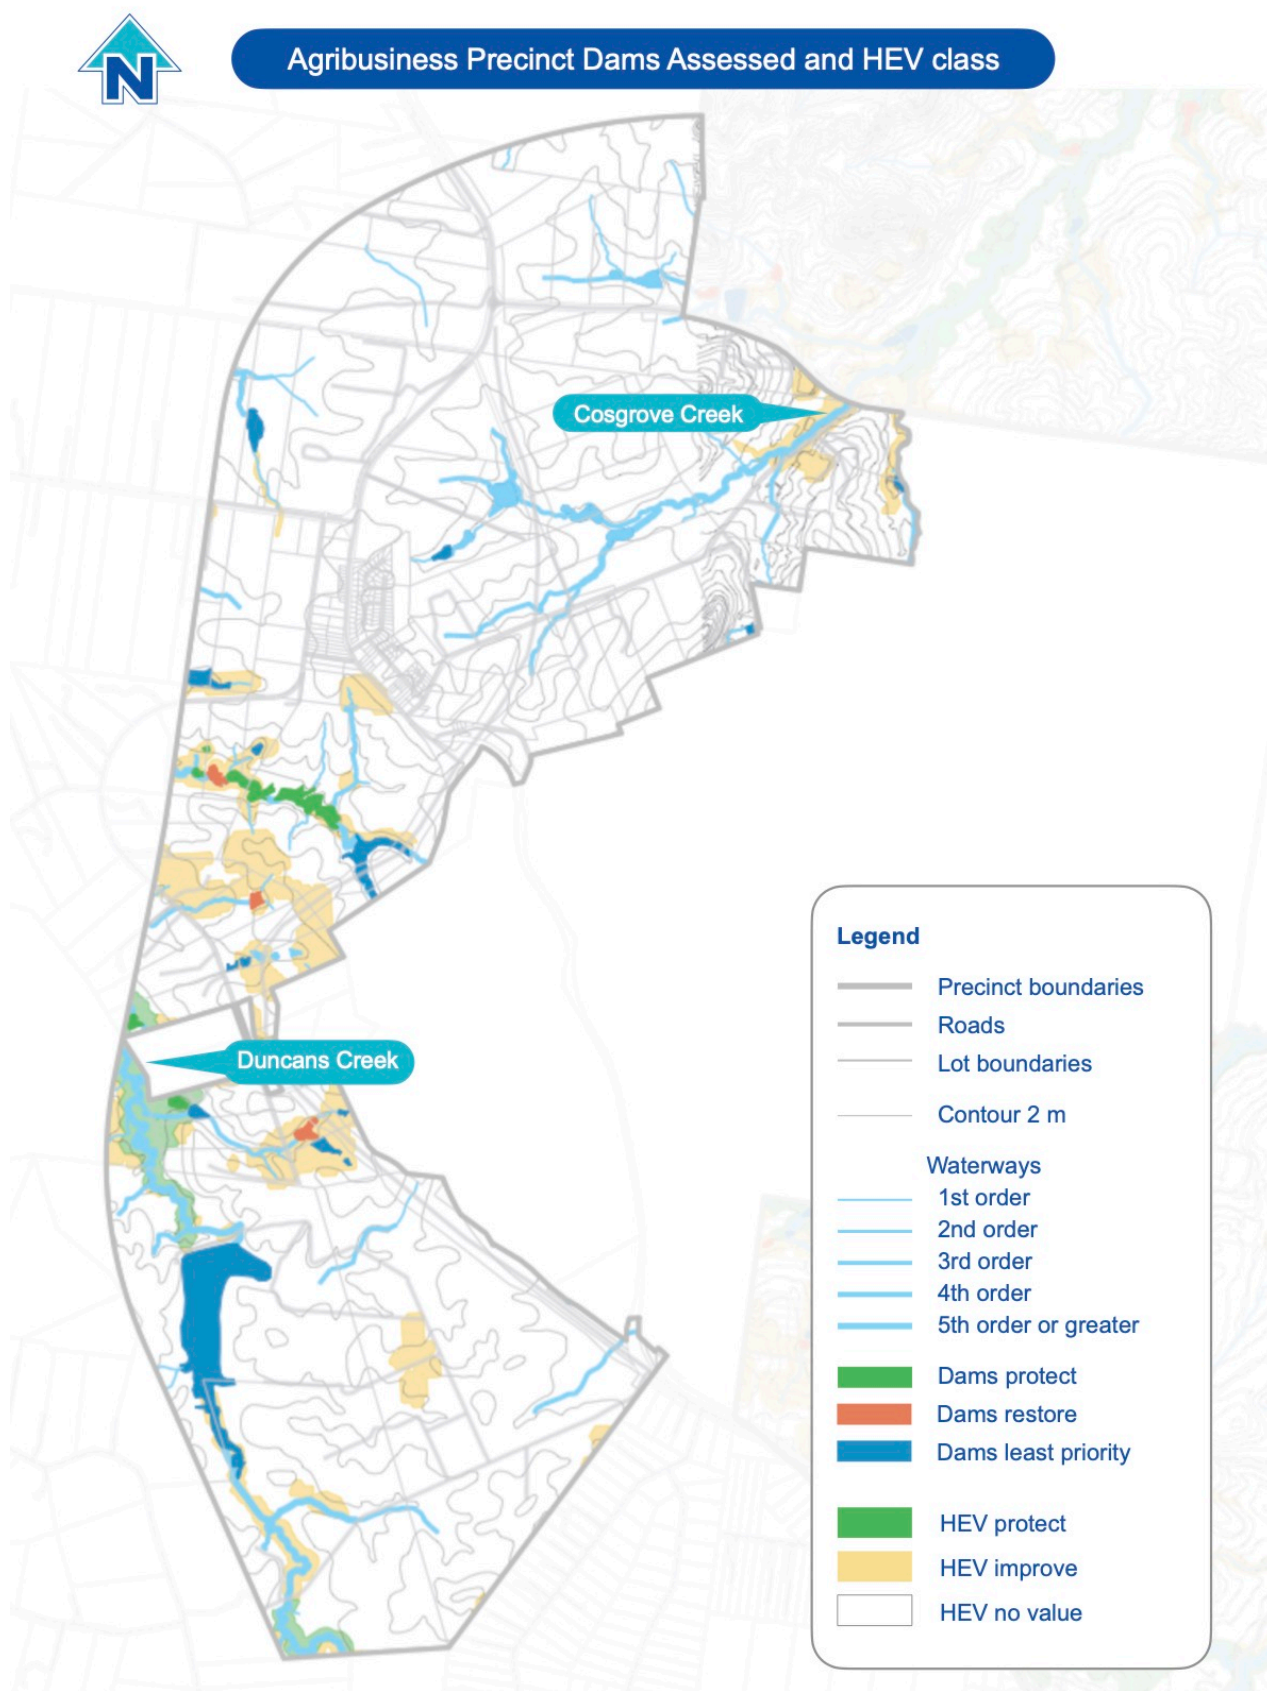 N
Agribusiness Precinct Dams Assessed and HEV class
Cosgrove Creek
Duncans Creek
Legend
Precinct boundaries
Roads
Lot boundaries
Contour 2 m
Waterways
1st order
2nd order
3rd order
4th order
5th order or greater
Dams protect
Dams restore
Dams least priority
HEV protect
HEV improve
HEV no value